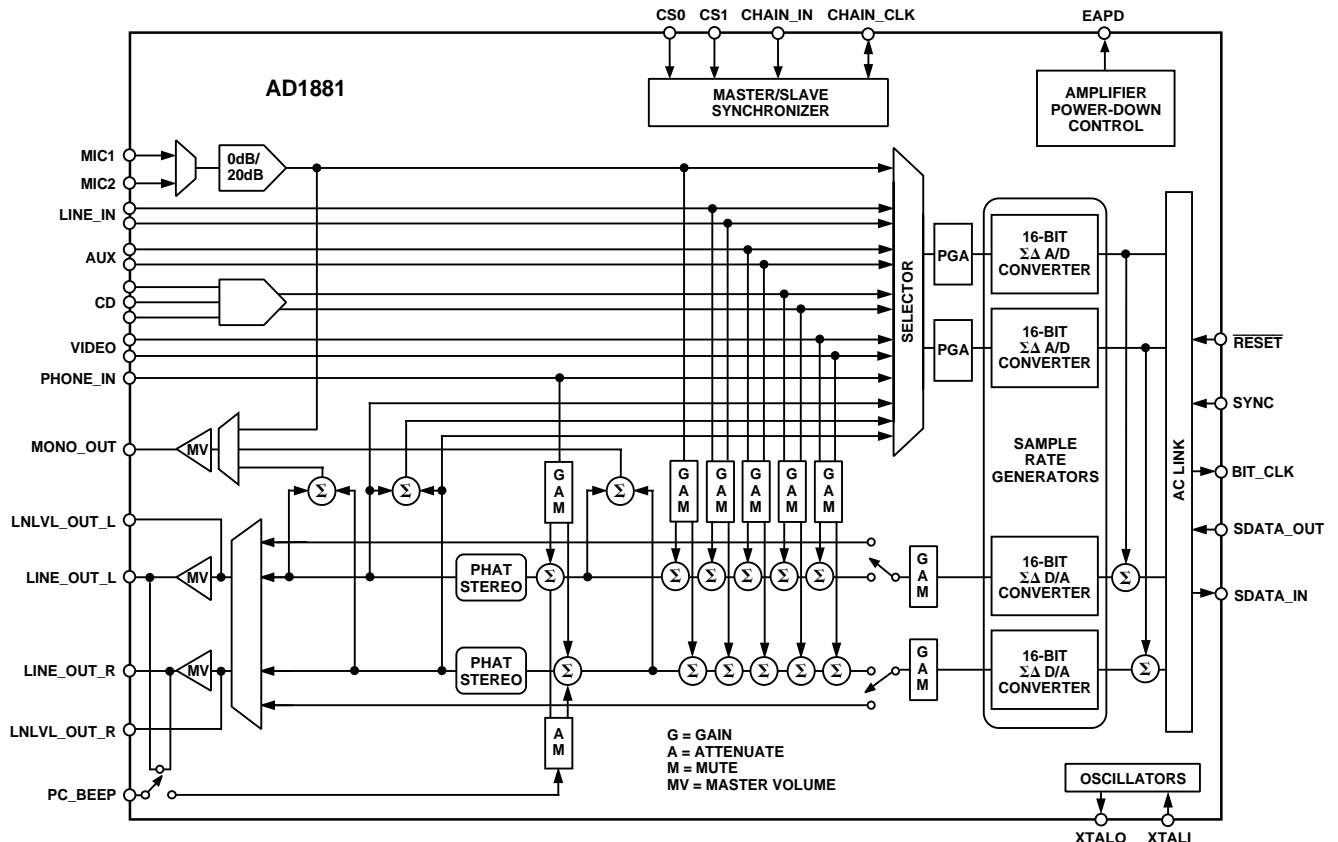 CS0 CS1 CHAIN_IN CHAIN_CLK EAPD
AD1881
MASTER/SLAVE
SYNCHRONIZER
AMPLIFIER
POWER-DOWN
CONTROL
MIC1
MIC2
0dB/
20dB
LINE_IN
AUX
CD
VIDEO
PHONE_IN
SELECTOR
PGA
PGA
16-BIT
ΣΔ A/D
CONVERTER
16-BIT
ΣΔ A/D
CONVERTER
SAMPLE
RATE
GENERATORS
AC LINK
RESET
SYNC
BIT_CLK
SDATA_OUT
SDATA_IN
MONO_OUT
MV
Σ
Σ
G
A
M
Σ
G
A
M
G
A
M
G
A
M
G
A
M
G
A
M
LNLVL_OUT_L
LINE_OUT_L
MV
PHAT
STEREO
Σ
Σ
Σ
Σ
Σ
Σ
G
A
M
16-BIT
ΣΔ D/A
CONVERTER
Σ
LINE_OUT_R
MV
PHAT
STEREO
Σ
Σ
Σ
Σ
Σ
Σ
G
A
M
16-BIT
ΣΔ D/A
CONVERTER
Σ
LNLVL_OUT_R
A
M
G = GAIN
A = ATTENUATE
M = MUTE
MV = MASTER VOLUME
PC_BEEP
OSCILLATORS
XTALO XTALI